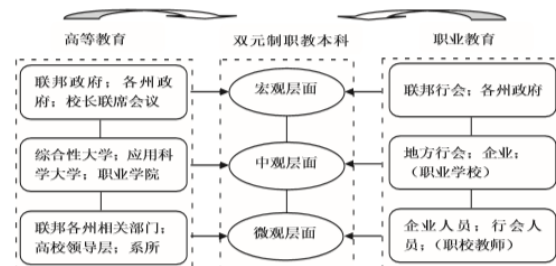 高等教育
双元制职教本科
职业教育
联邦政府；各州政
府；校长联席会议
宏观层面
联邦行会；各州政府
综合性大学；应用科
学大学；职业学院
中观层面
地方行会；企业；
（职业学校）
联邦各州相关部门；
高校领导层；系所
微观层面
企业人员；行会人
员；（职校教师）